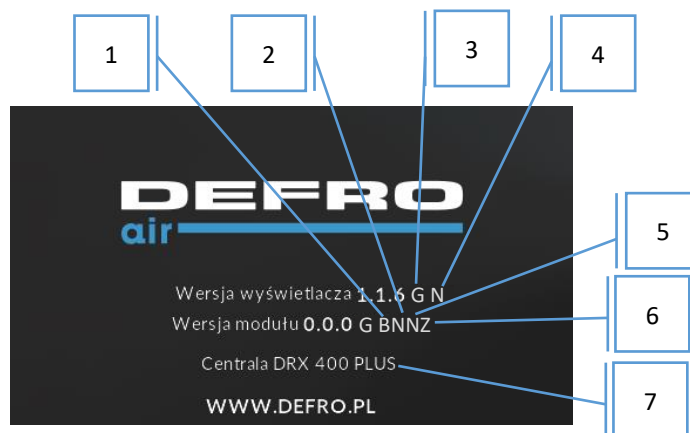 1 2 3 4
DEFRO
air
5
Wersja wyświetlacza 1.1.6 G N
Wersja modułu 0.0.0 G BNNZ
6
Centrala DRX 400 PLUS
7
WWW.DEFRO.PL